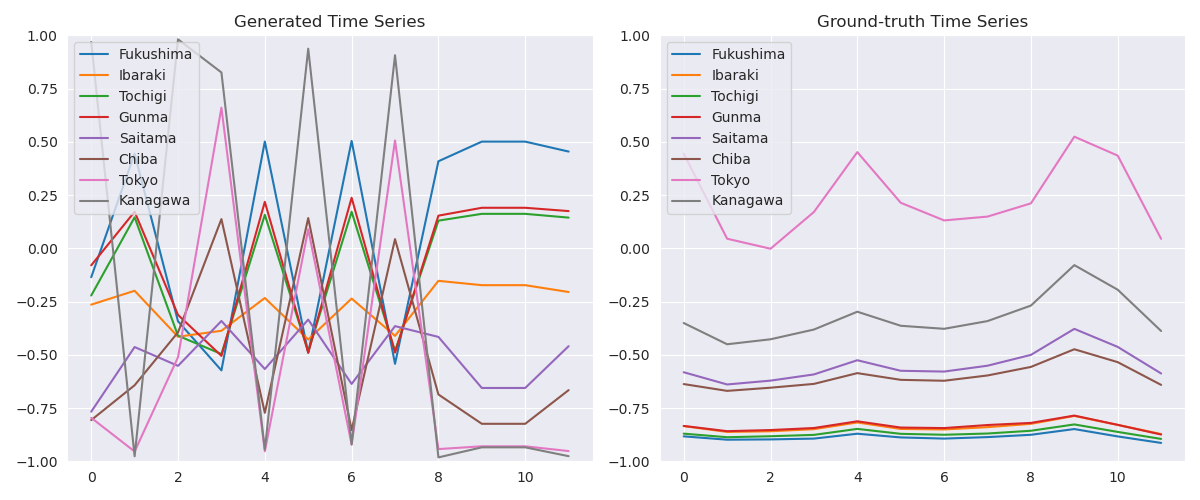 Generated Time Series
1.00
0.75
0.50
0.25
0.00
−0.25
−0.50
−0.75
−1.00
0 2 4 6 8 10
Fukushima
Ibaraki
Tochigi
Gunma
Saitama
Chiba
Tokyo
Kanagawa
Ground-truth Time Series
1.00
0.75
0.50
0.25
0.00
−0.25
−0.50
−0.75
−1.00
0 2 4 6 8 10
Fukushima
Ibaraki
Tochigi
Gunma
Saitama
Chiba
Tokyo
Kanagawa